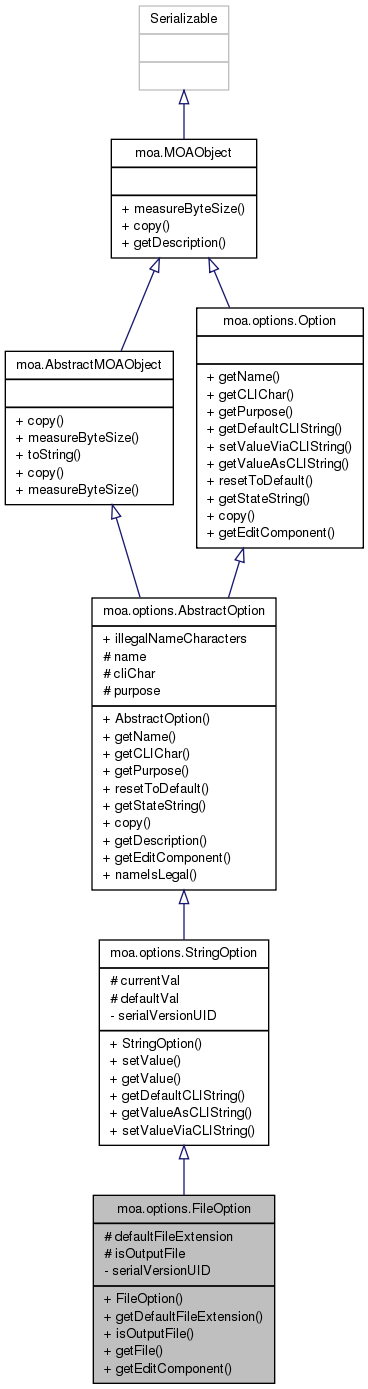 Serializable
moa.MOAObject
+ measureByteSize()
+ copy()
+ getDescription()
moa.options.Option
+ getName()
+ getCLIChar()
+ getPurpose()
+ getDefaultCLIString()
+ setValueViaCLIString()
+ getValueAsCLIString()
+ resetToDefault()
+ getStateString()
+ copy()
+ getEditComponent()
moa.AbstractMOAObject
+ copy()
+ measureByteSize()
+ toString()
+ copy()
+ measureByteSize()
moa.options.AbstractOption
+ illegalNameCharacters
# name
# cliChar
# purpose
+ AbstractOption()
+ getName()
+ getCLIChar()
+ getPurpose()
+ resetToDefault()
+ getStateString()
+ copy()
+ getDescription()
+ getEditComponent()
+ nameIsLegal()
moa.options.StringOption
# currentVal
# defaultVal
- serialVersionUID
+ StringOption()
+ setValue()
+ getValue()
+ getDefaultCLIString()
+ getValueAsCLIString()
+ setValueViaCLIString()
moa.options.FileOption
# defaultFileExtension
# isOutputFile
- serialVersionUID
+ FileOption()
+ getDefaultFileExtension()
+ isOutputFile()
+ getFile()
+ getEditComponent()